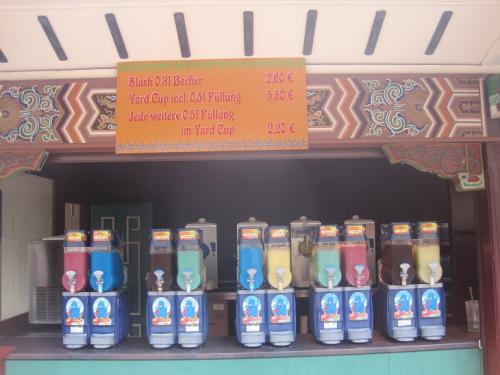 Slush 0,3l Becher 2,60 €
Yard Cup incl. 0,5l Füllung 5,50 €
Jede weitere 0,5l Füllung
im Yard Cup 2,20 €